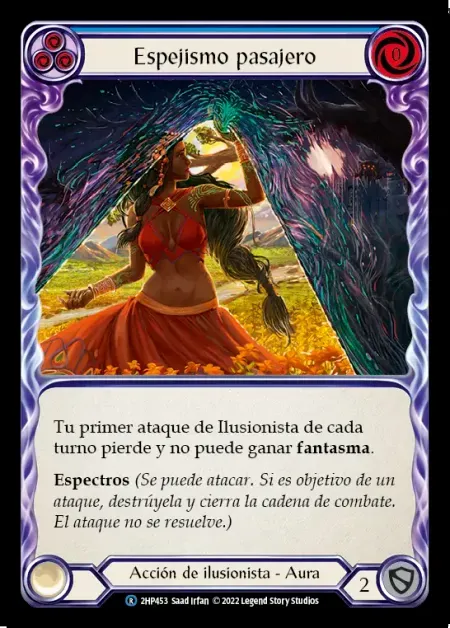 Espejismo pasajero
0
Tu primer ataque de Ilusionista de cada
turno pierde y no puede ganar fantasma.
Espectros (Se puede atacar. Si es objetivo de un
ataque, destrúyela y cierra la cadena de combate.
El ataque no se resuelve.)
Acción de ilusionista - Aura
2
R 2HP453 Saad Irfan © 2022 Legend Story Studios